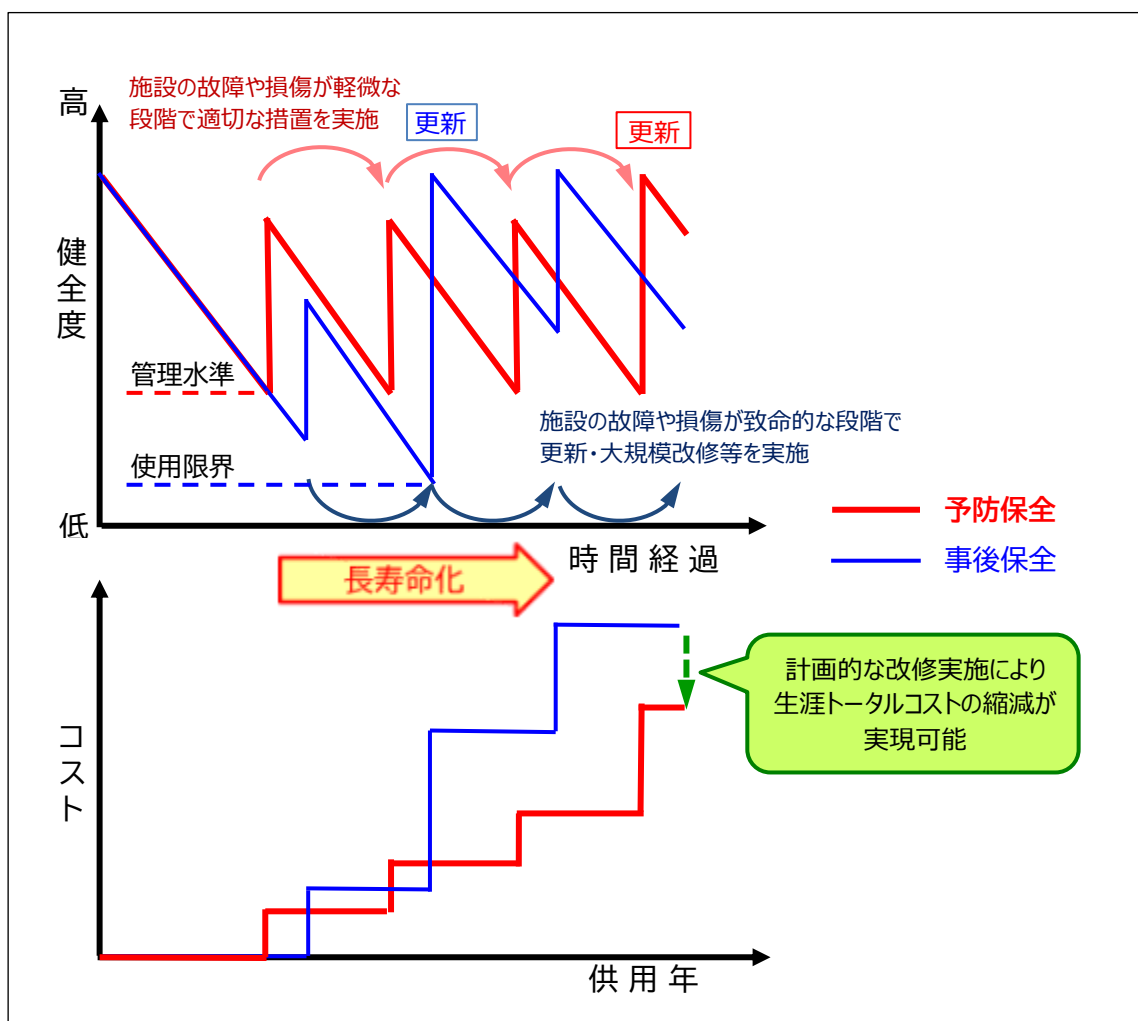 施設の故障や損傷が軽微な
段階で適切な措置を実施
高
更新
更新
健全度
管理水準
使用限界
施設の故障や損傷が致命的な段階で
更新・大規模改修等を実施
低
時間経過
予防保全
事後保全
長寿命化
計画的な改修実施により
生涯トータルコストの縮減が
実現可能
コスト
供用年